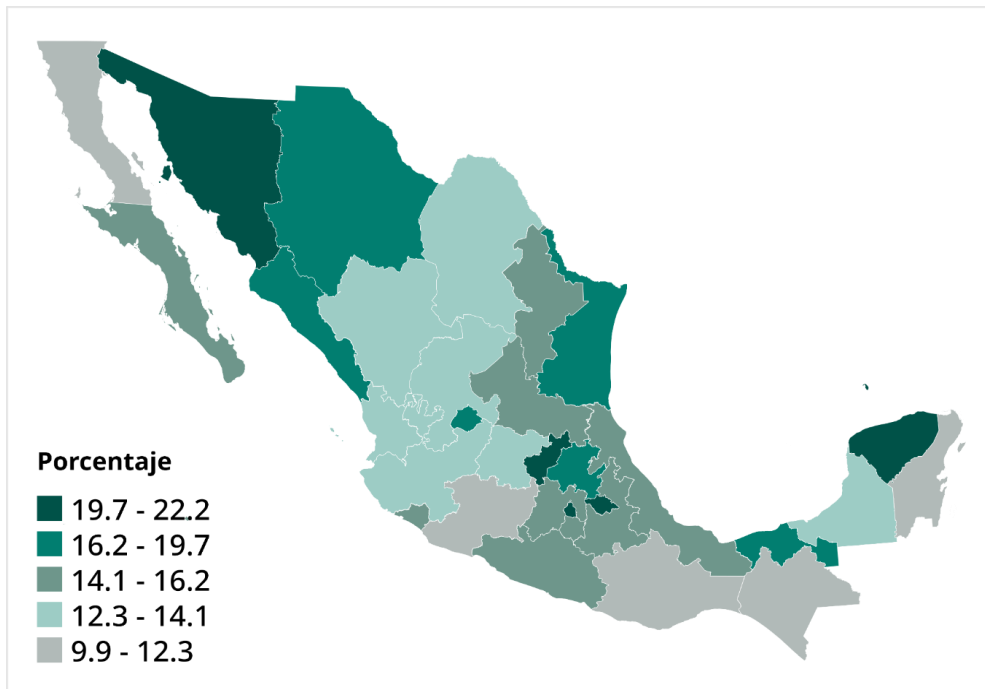 Porcentaje
19.7 - 22.2
16.2 - 19.7
14.1 - 16.2
12.3 - 14.1
9.9 - 12.3